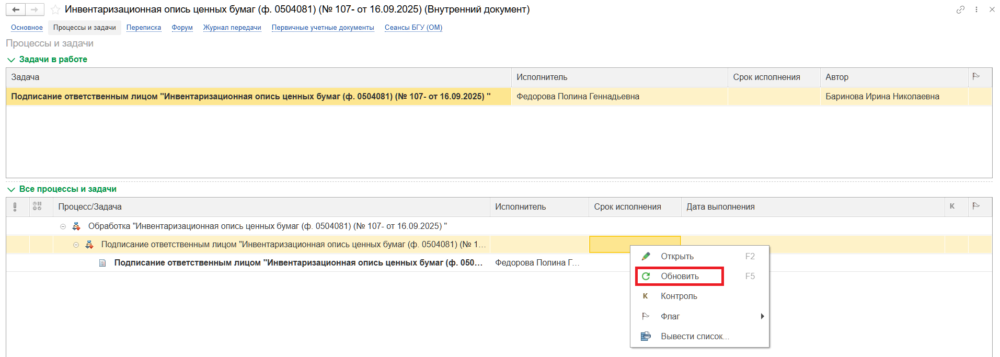 Инвентаризационная опись ценных бумаг (ф. 0504081) (№ 107- от 16.09.2025) (Внутренний документ)
Основное Процессы и задачи Переписка Форум Журнал передачи Первичные учетные документы Сеансы БГУ (ОМ)
Процессы и задачи
Задачи в работе
Задача Исполнитель Срок исполнения Автор
Подписание ответственным лицом "Инвентаризационная опись ценных бумаг (ф. 0504081) (№ 107- от 16.09.2025) " Федорова Полина Геннадьевна Баринова Ирина Николаевна
Все процессы и задачи
Процесс/Задача Исполнитель Срок исполнения Дата выполнения К
Обработка "Инвентаризационная опись ценных бумаг (ф. 0504081) (№ 107- от 16.09.2025) "
Подписание ответственным лицом "Инвентаризационная опись ценных бумаг (ф. 0504081) (№ 1...
Подписание ответственным лицом "Инвентаризационная опись ценных бумаг (ф. 050... Федорова Полина Г...
Открыть F2
Обновить F5
К Контроль
Флаг
Вывести список...